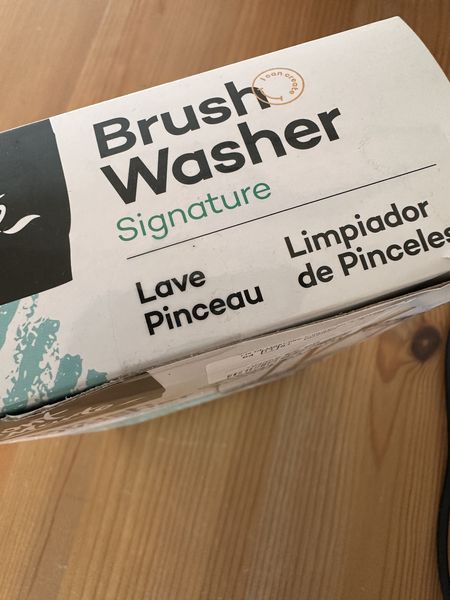 I can create
Brush
Washer
Signature
Lave
Pinceau
Limpiador
de Pinceles